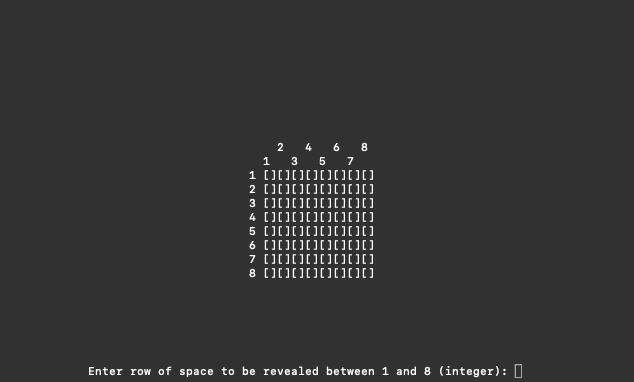 2 4 6 8
1 3 5 7
1 [][][][][][][][]
2 [][][][][][][][]
3 [][][][][][][][]
4 [][][][][][][][]
5 [][][][][][][][]
6 [][][][][][][][]
7 [][][][][][][][]
8 [][][][][][][][]
Enter row of space to be revealed between 1 and 8 (integer):